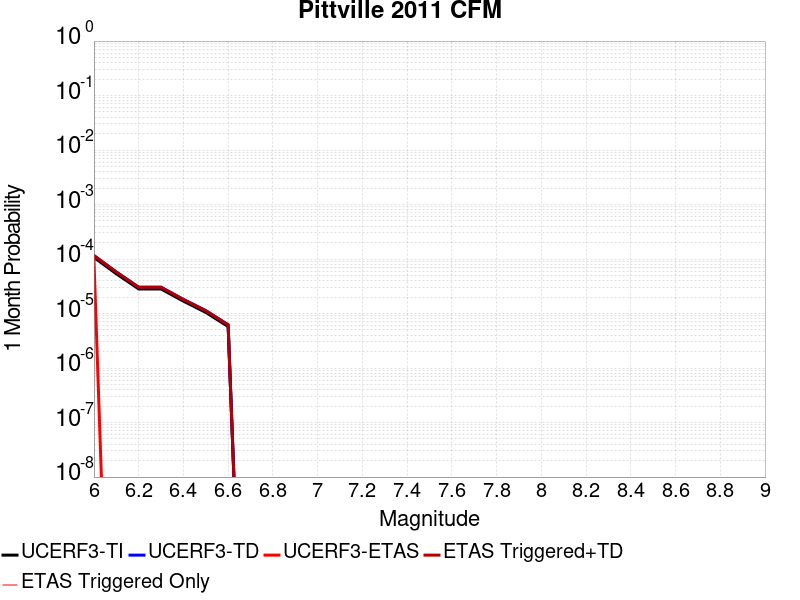 Pittville 2011 CFM
10^0
10^-1
10^-2
10^-3
10^-4
10^-5
10^-6
10^-7
10^-8
1 Month Probability
6 6.2 6.4 6.6 6.8 7 7.2 7.4 7.6 7.8 8 8.2 8.4 8.6 8.8 9
Magnitude
UCERF3-TI UCERF3-TD UCERF3-ETAS ETAS Triggered+TD
ETAS Triggered Only